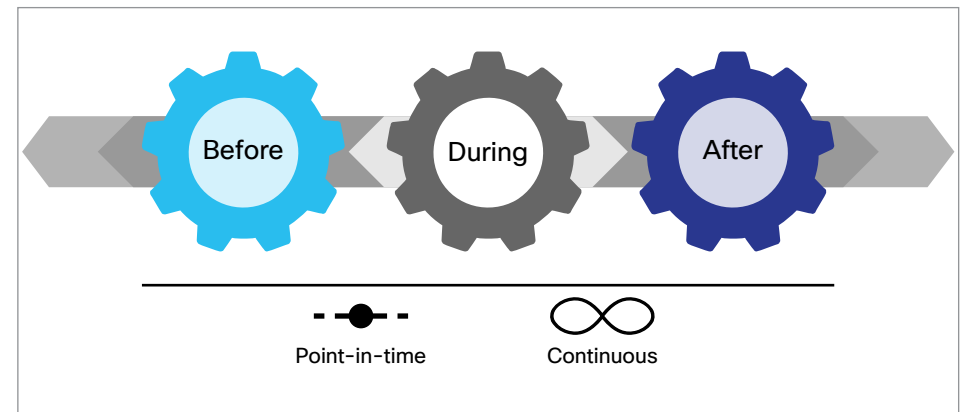 Before
During
After
Point-in-time
Continuous